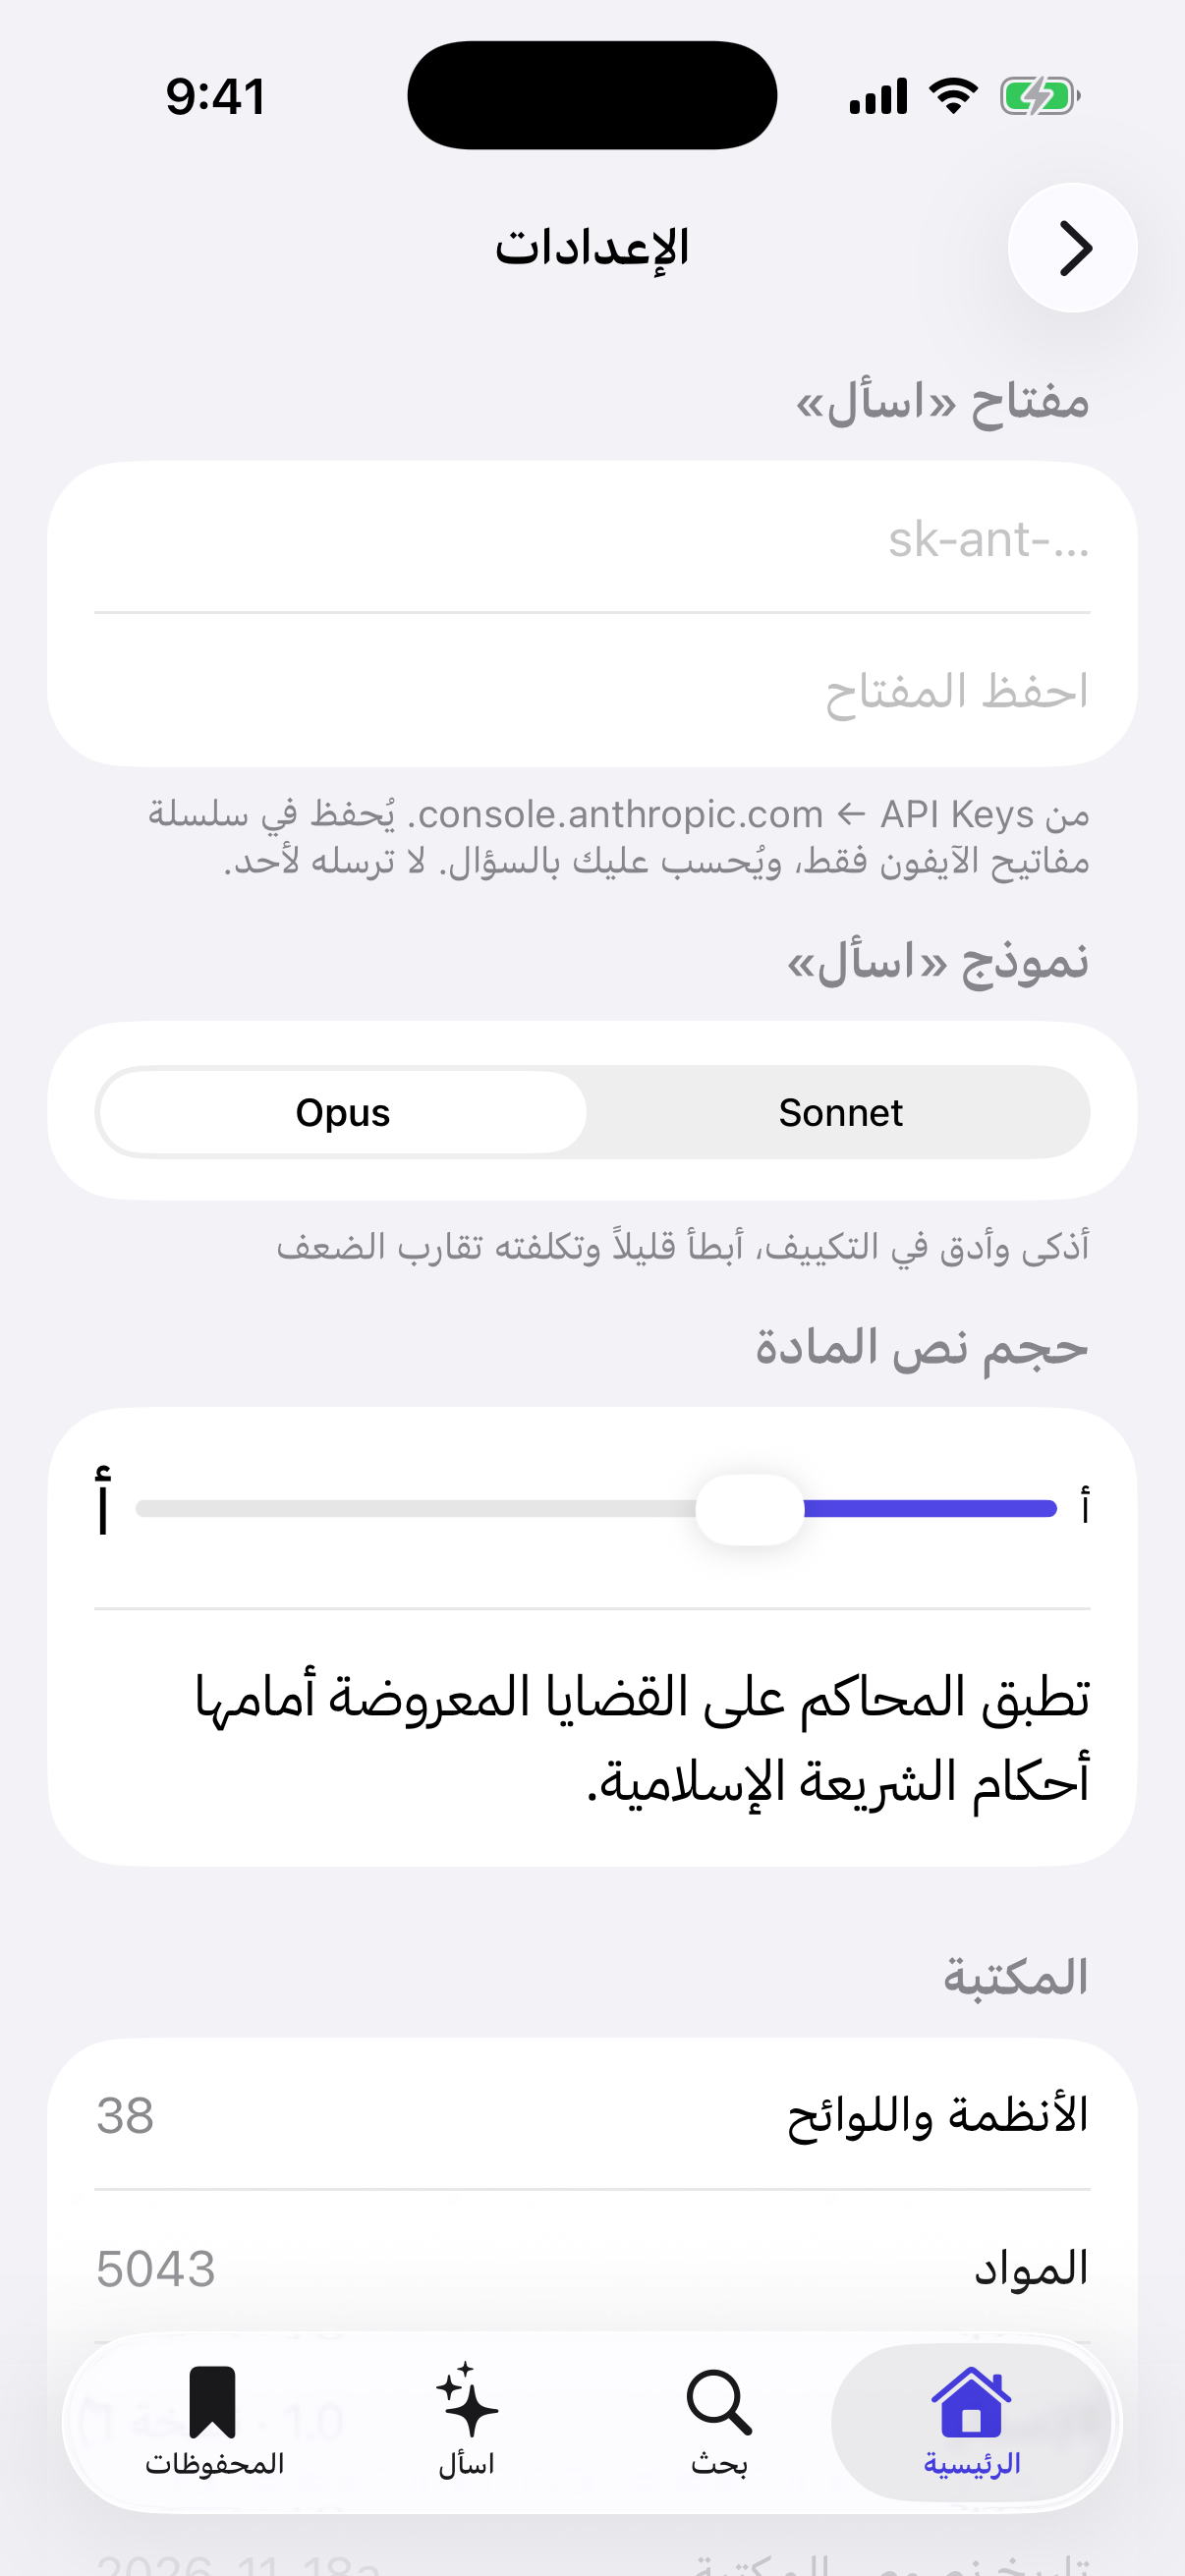 9:41
الإعدادات
مفتاح «اسأل»
sk-ant-...
احفظ المفتاح
من console.anthropic.com ← API Keys. يُحفظ في سلسلة
مفاتيح الآيفون فقط، ويُحسب عليك بالسؤال. لا ترسله لأحد.
نموذج «اسأل»
Sonnet
Opus
أذكى وأدق في التكييف، أبطأ قليلاً وتكلفته تقارب الضعف
حجم نص المادة
أ
أ
تطبق المحاكم على القضايا المعروضة أمامها
أحكام الشريعة الإسلامية.
المكتبة
الأنظمة واللوائح 38
المواد 5043
الرئيسية
بحث
اسأل
المحفوظات